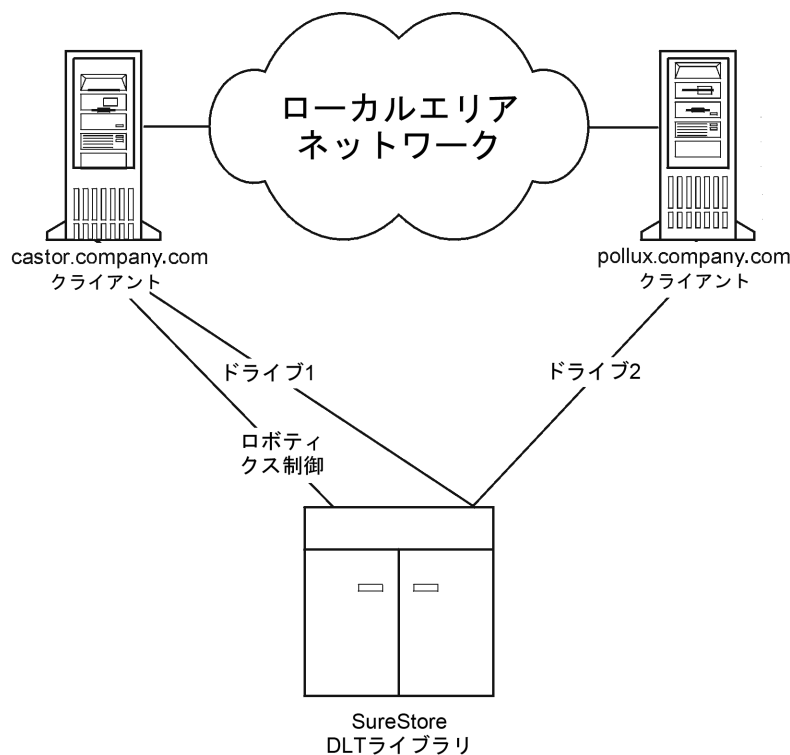 ローカルエリア
ネットワーク
castor.company.com
クライアント
pollux.company.com
クライアント
ドライブ1
ドライブ2
ロボティ
クス制御
SureStore
DLTライブラリ